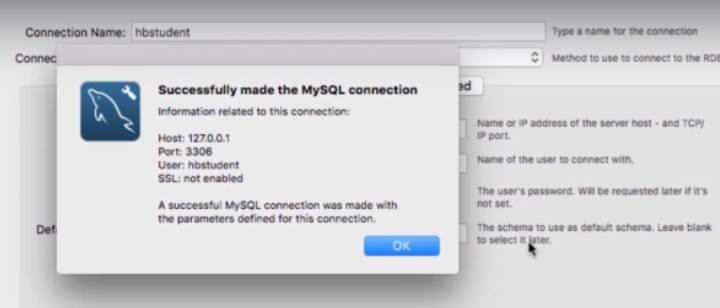 Connection Name: hbstudent
Type a name for the connection
Method to use to connect to the RDB
Successfully made the MySQL connection
Information related to this connection:
Host: 127.0.0.1
Port: 3306
User: hbstudent
SSL: not enabled
A successful MySQL connection was made with
the parameters defined for this connection.
OK
Name or IP address of the server host - and TCP/
IP port.
Name of the user to connect with.
The user's password. Will be requested later if it's
not set.
The schema to use as default schema. Leave blank
to select it later.